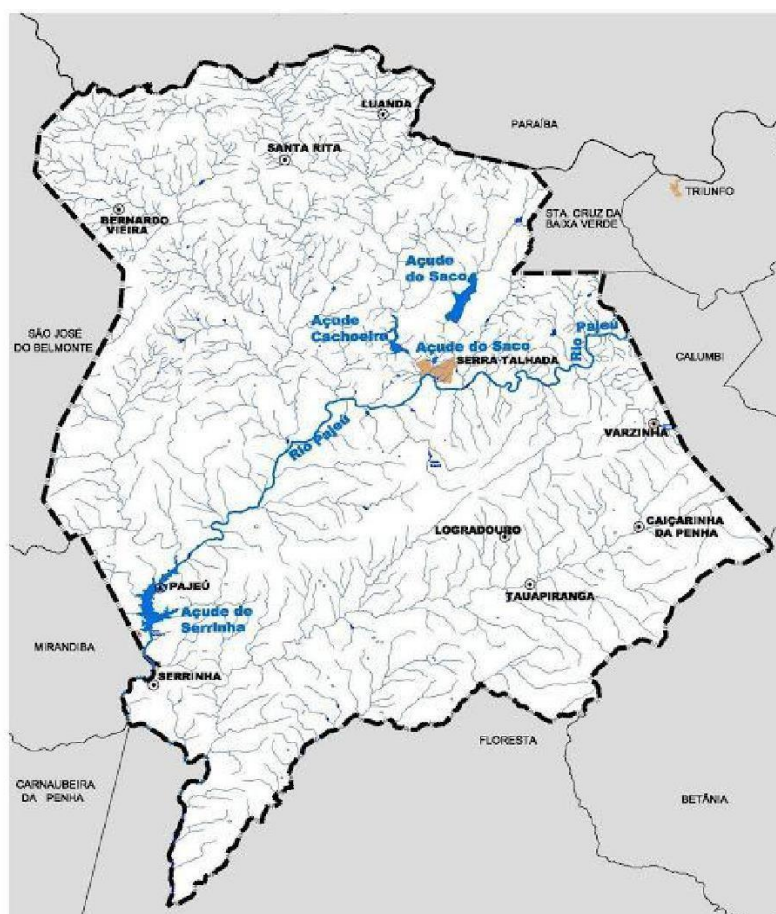 LUANDA
PARAÍBA
SANTA RITA
TRIUNFO
BERNARDO
VIEIRA
STA. CRUZ DA
BAIXA VERDE
Açude
do Saco
Açude
Cachoeira
Rio Pajeú
SÃO JOSÉ
DO BELMONTE
Açude do Saco
SERRA TALHADA
CALUMBI
VARZINHA
Rio Pajeú
LOGRADOURO
CAIÇARINHA
DA PENHA
PAJEÚ
TAUAPIRANGA
Açude de
Serrinha
MIRANDIBA
SERRINHA
FLORESTA
CARNAUBEIRA
DA PENHA
BETÂNIA